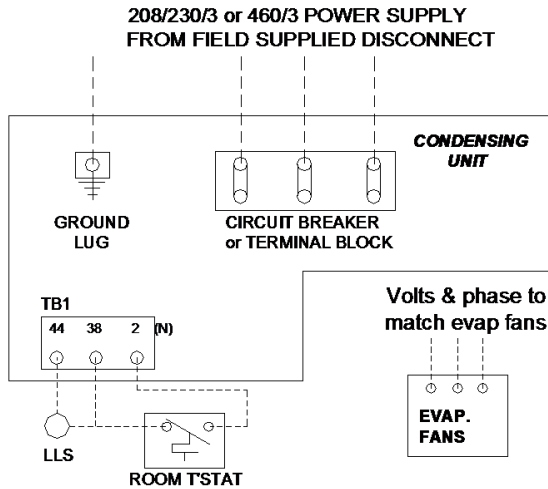 208/230/3 or 460/3 POWER SUPPLY
FROM FIELD SUPPLIED DISCONNECT
CONDENSING
UNIT
GROUND
LUG
CIRCUIT BREAKER
or TERMINAL BLOCK
TB1
44 38 2 (N)
Volts & phase to
match evap fans
EVAP.
FANS
LLS
ROOM T'STAT